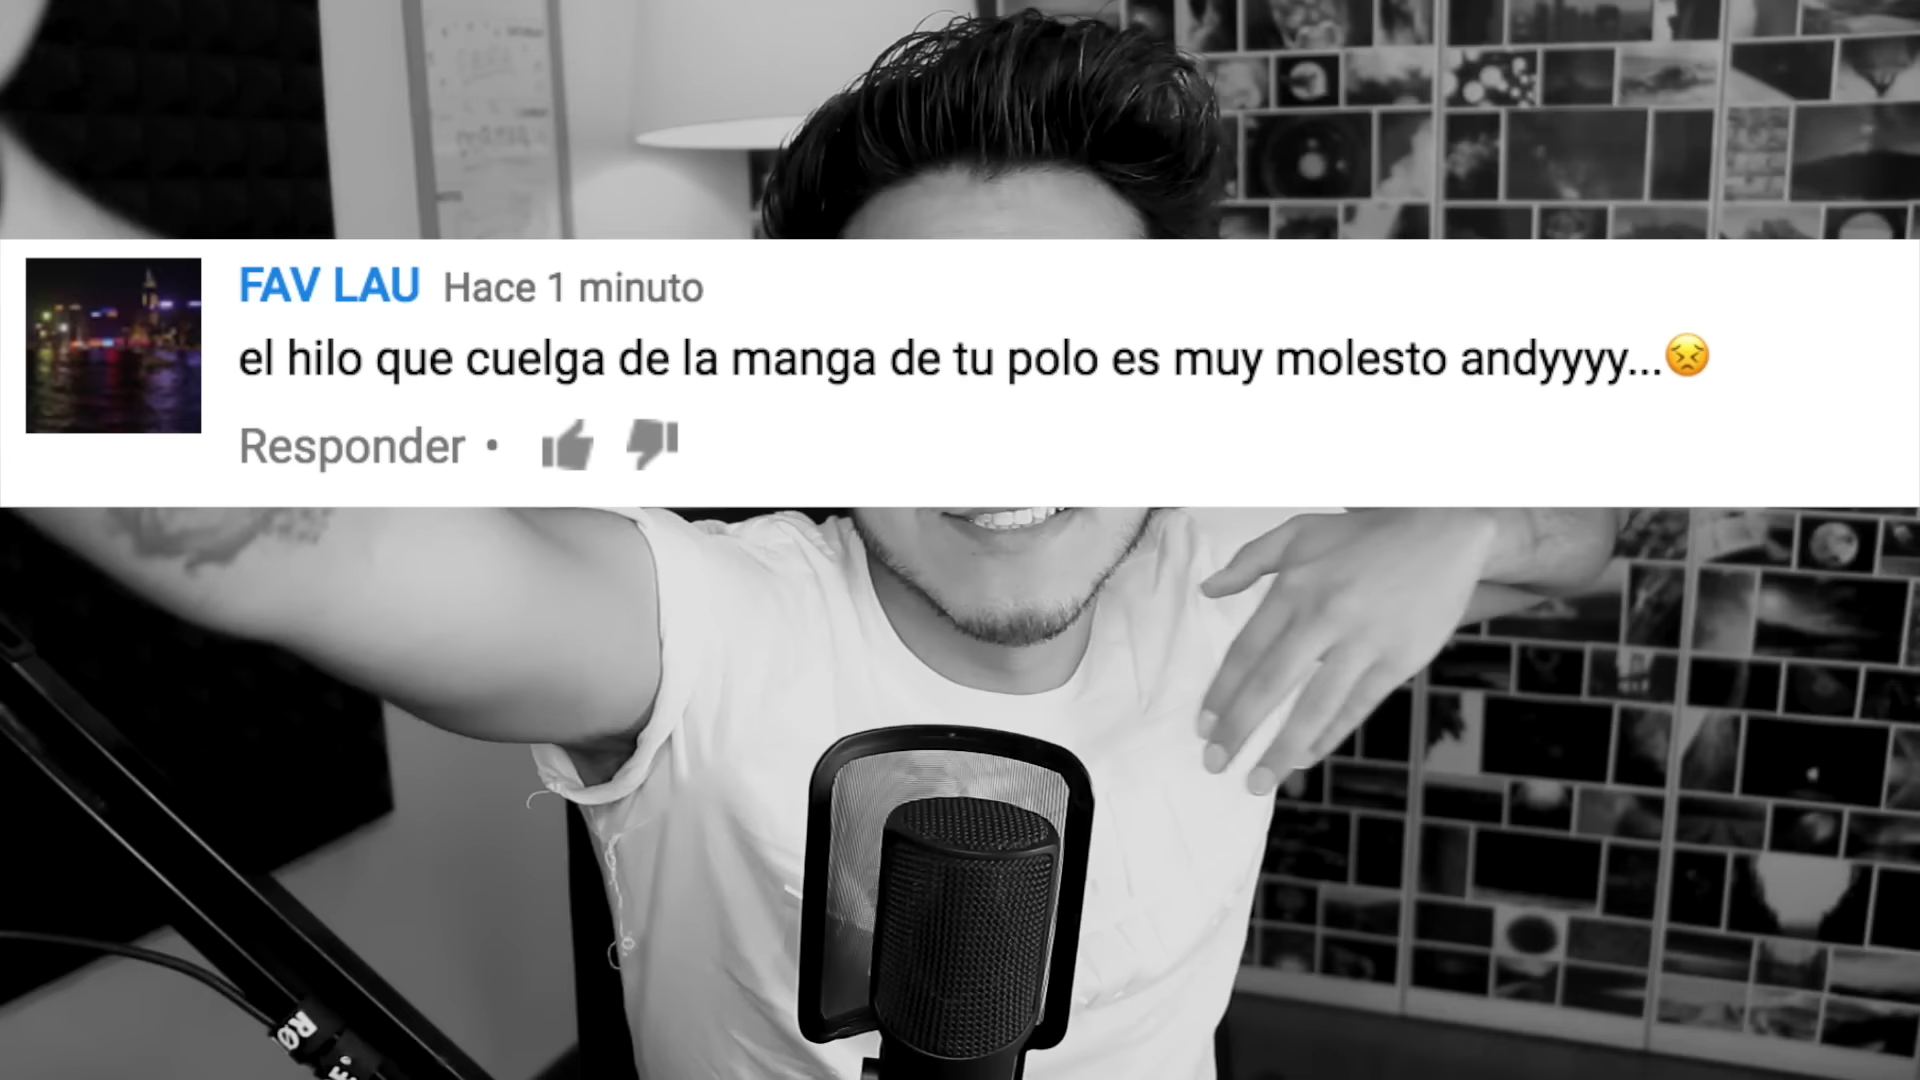 FAV LAU Hace 1 minuto
el hilo que cuelga de la manga de tu polo es muy molesto andyyyy...😣
Responder •
RØ